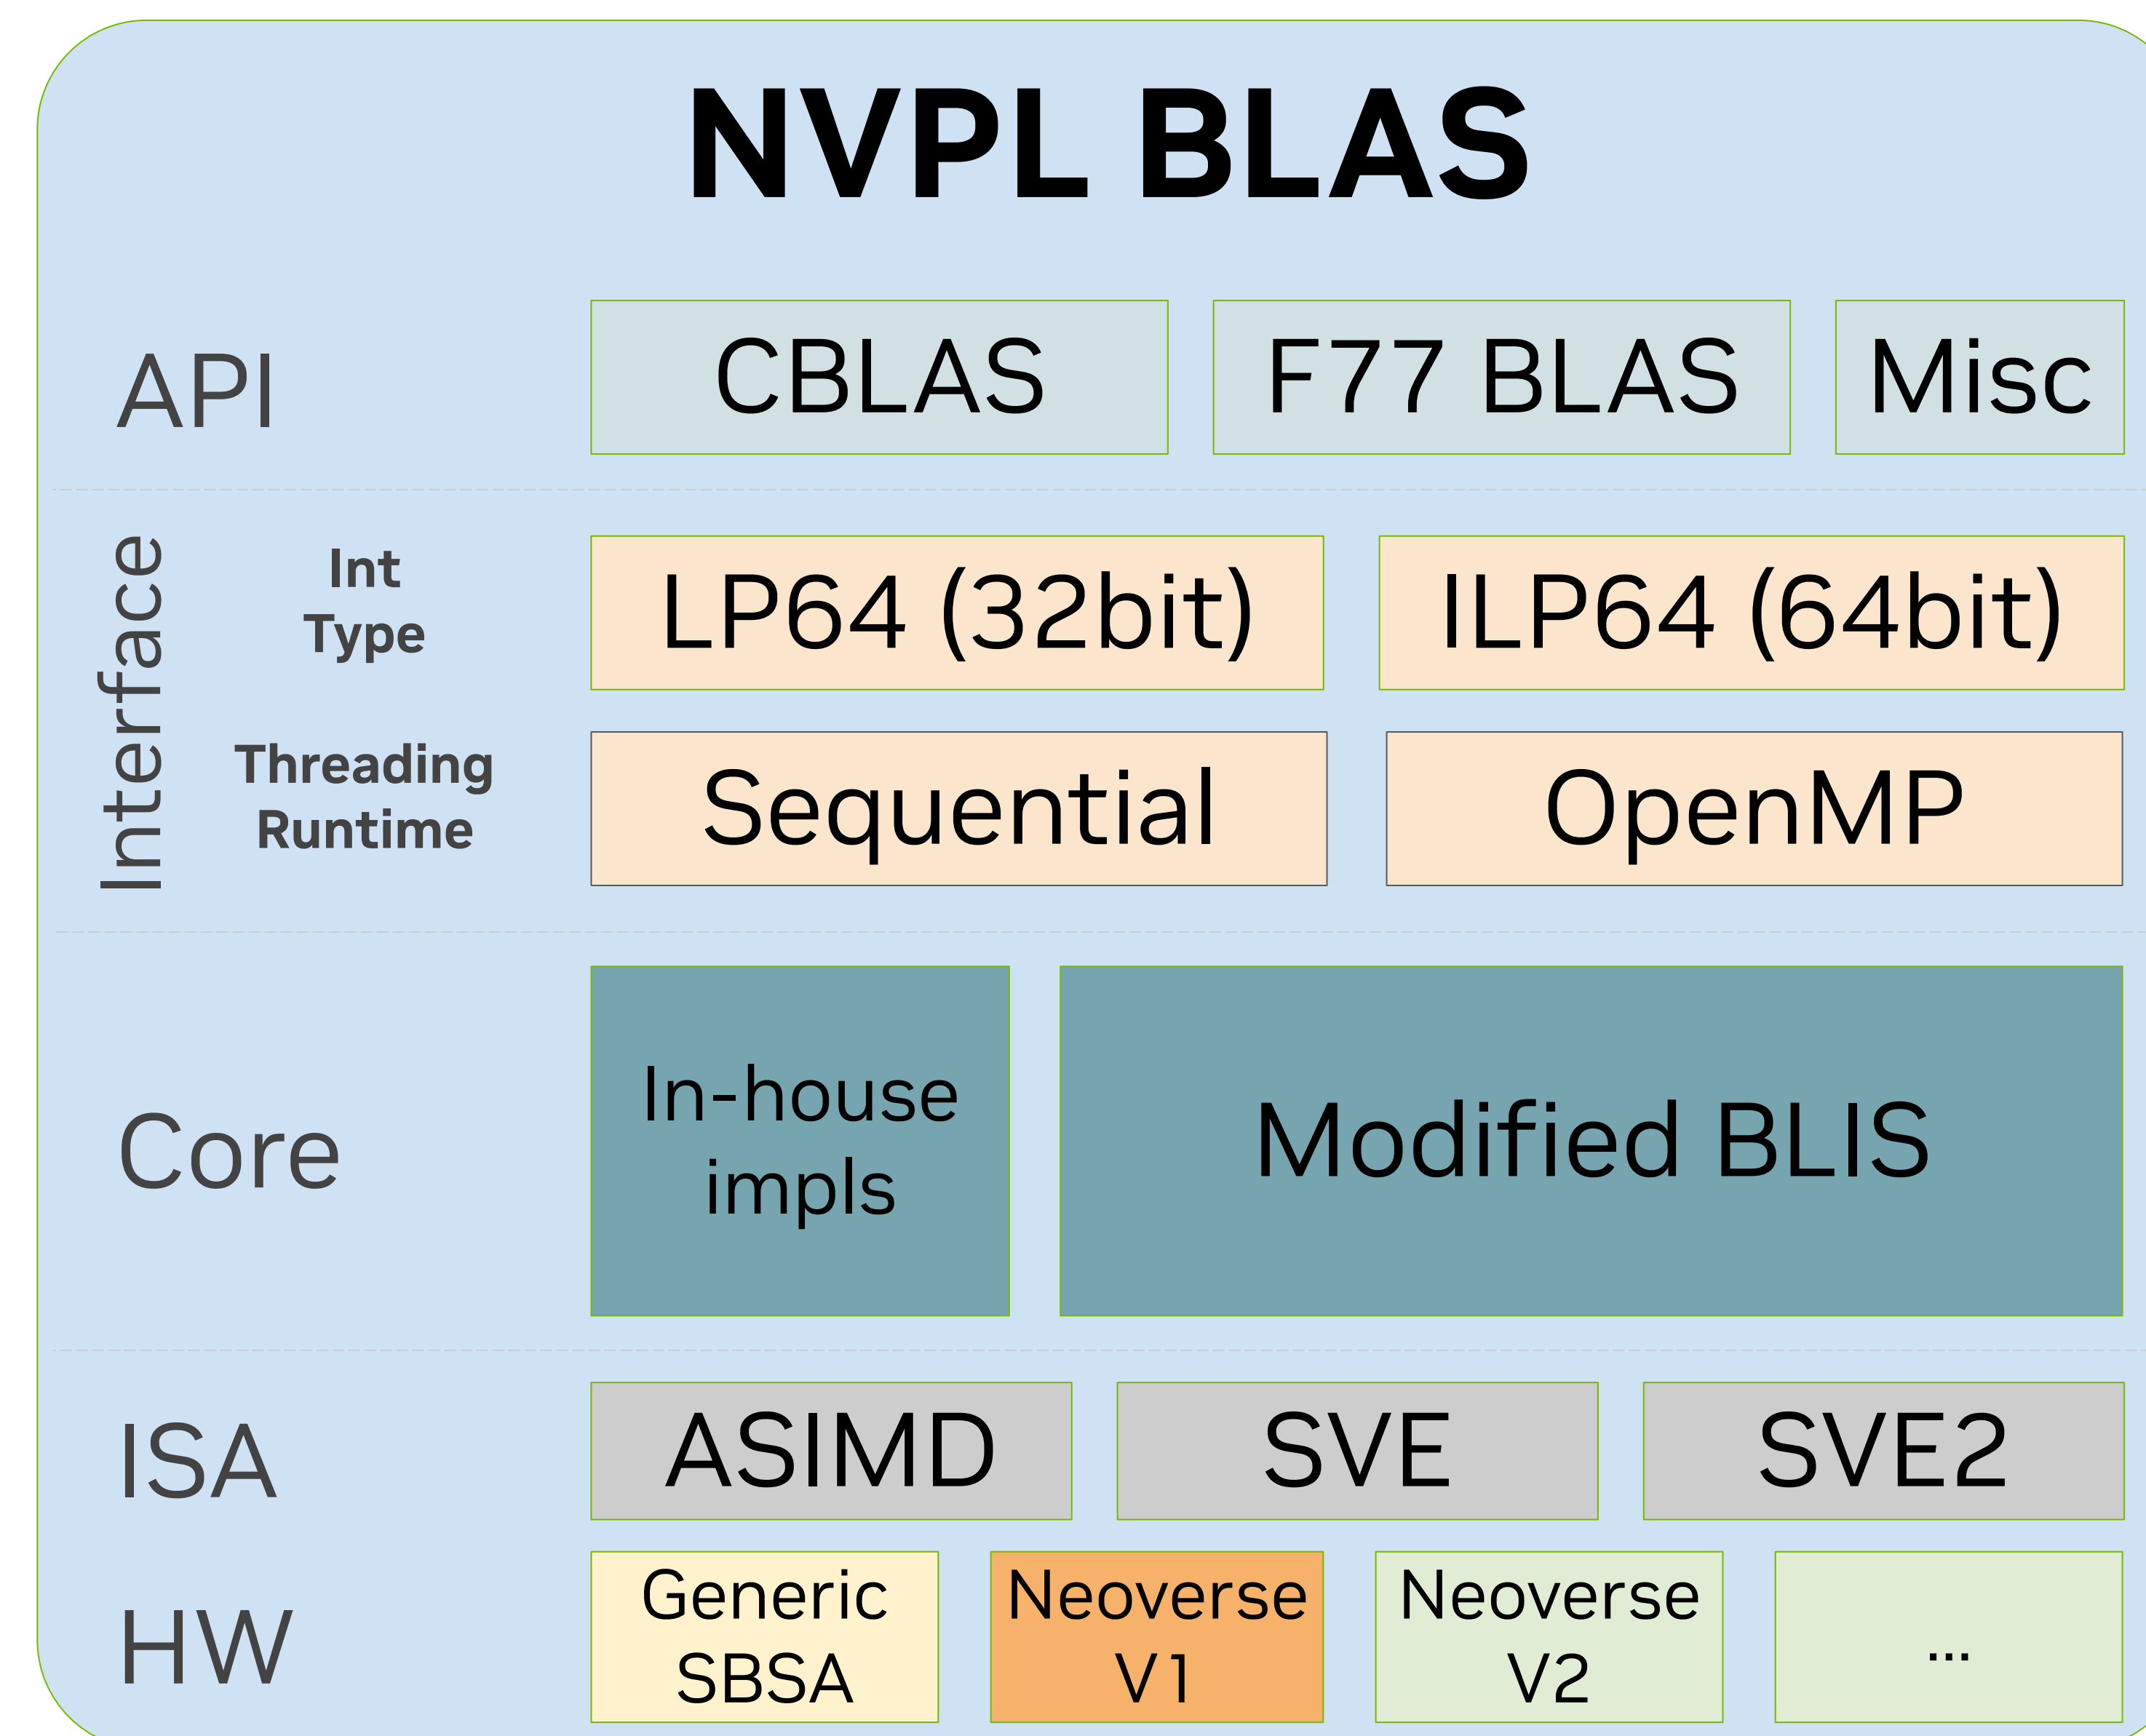 NVPL BLAS
API
CBLAS
F77 BLAS
Misc
Interface
Int
Type
LP64 (32bit)
ILP64 (64bit)
Threading
Runtime
Sequential
OpenMP
Core
In-house
impls
Modified BLIS
ISA
ASIMD
SVE
SVE2
HW
Generic
SBSA
Neoverse
V1
Neoverse
V2
...